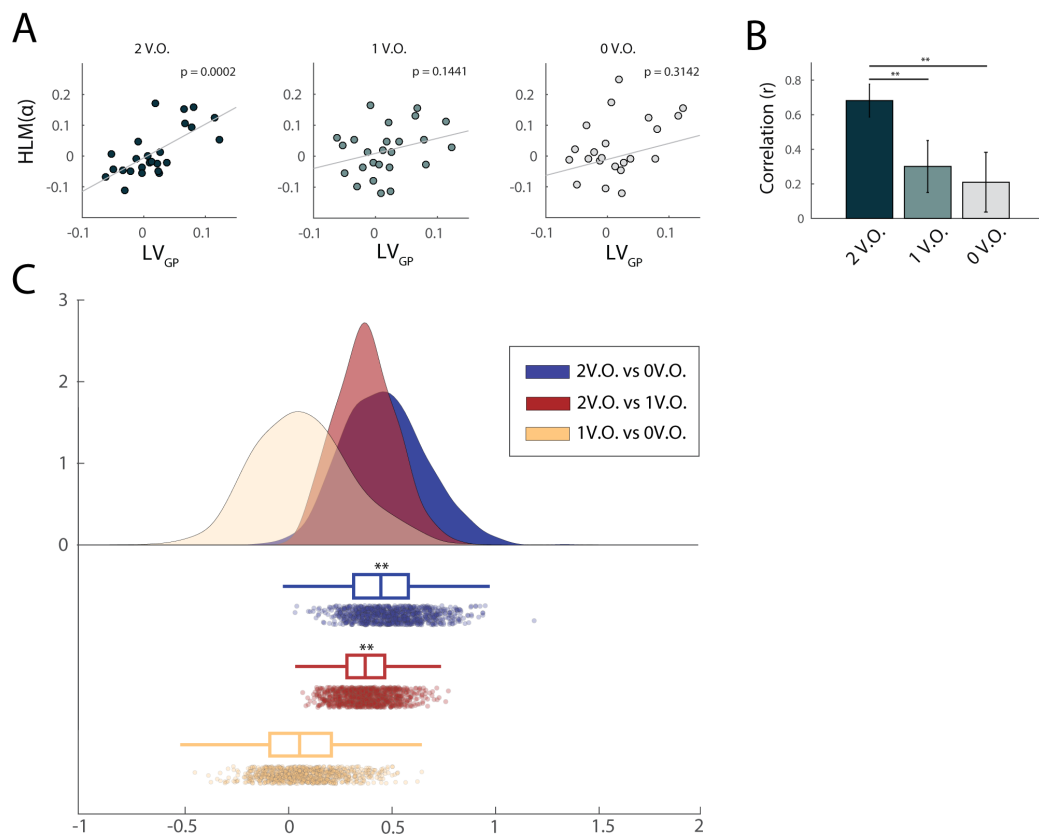 A
2 V.O.
p = 0.0002
HLM(α)
0.2
0.1
0
-0.1
-0.1
0
0.1
LV GP
1 V.O.
p = 0.1441
0.2
0.1
0
-0.1
-0.1
0
0.1
LV GP
0 V.O.
p = 0.3142
0.2
0.1
0
-0.1
-0.1
0
0.1
LV GP
B
**
**
Correlation (r)
0.8
0.6
0.4
0.2
0
2 V.O.
1 V.O.
0 V.O.
C
3
2
1
0
2V.O. vs 0V.O.
2V.O. vs 1V.O.
1V.O. vs 0V.O.
**
**
-1
-0.5
0
0.5
1
1.5
2